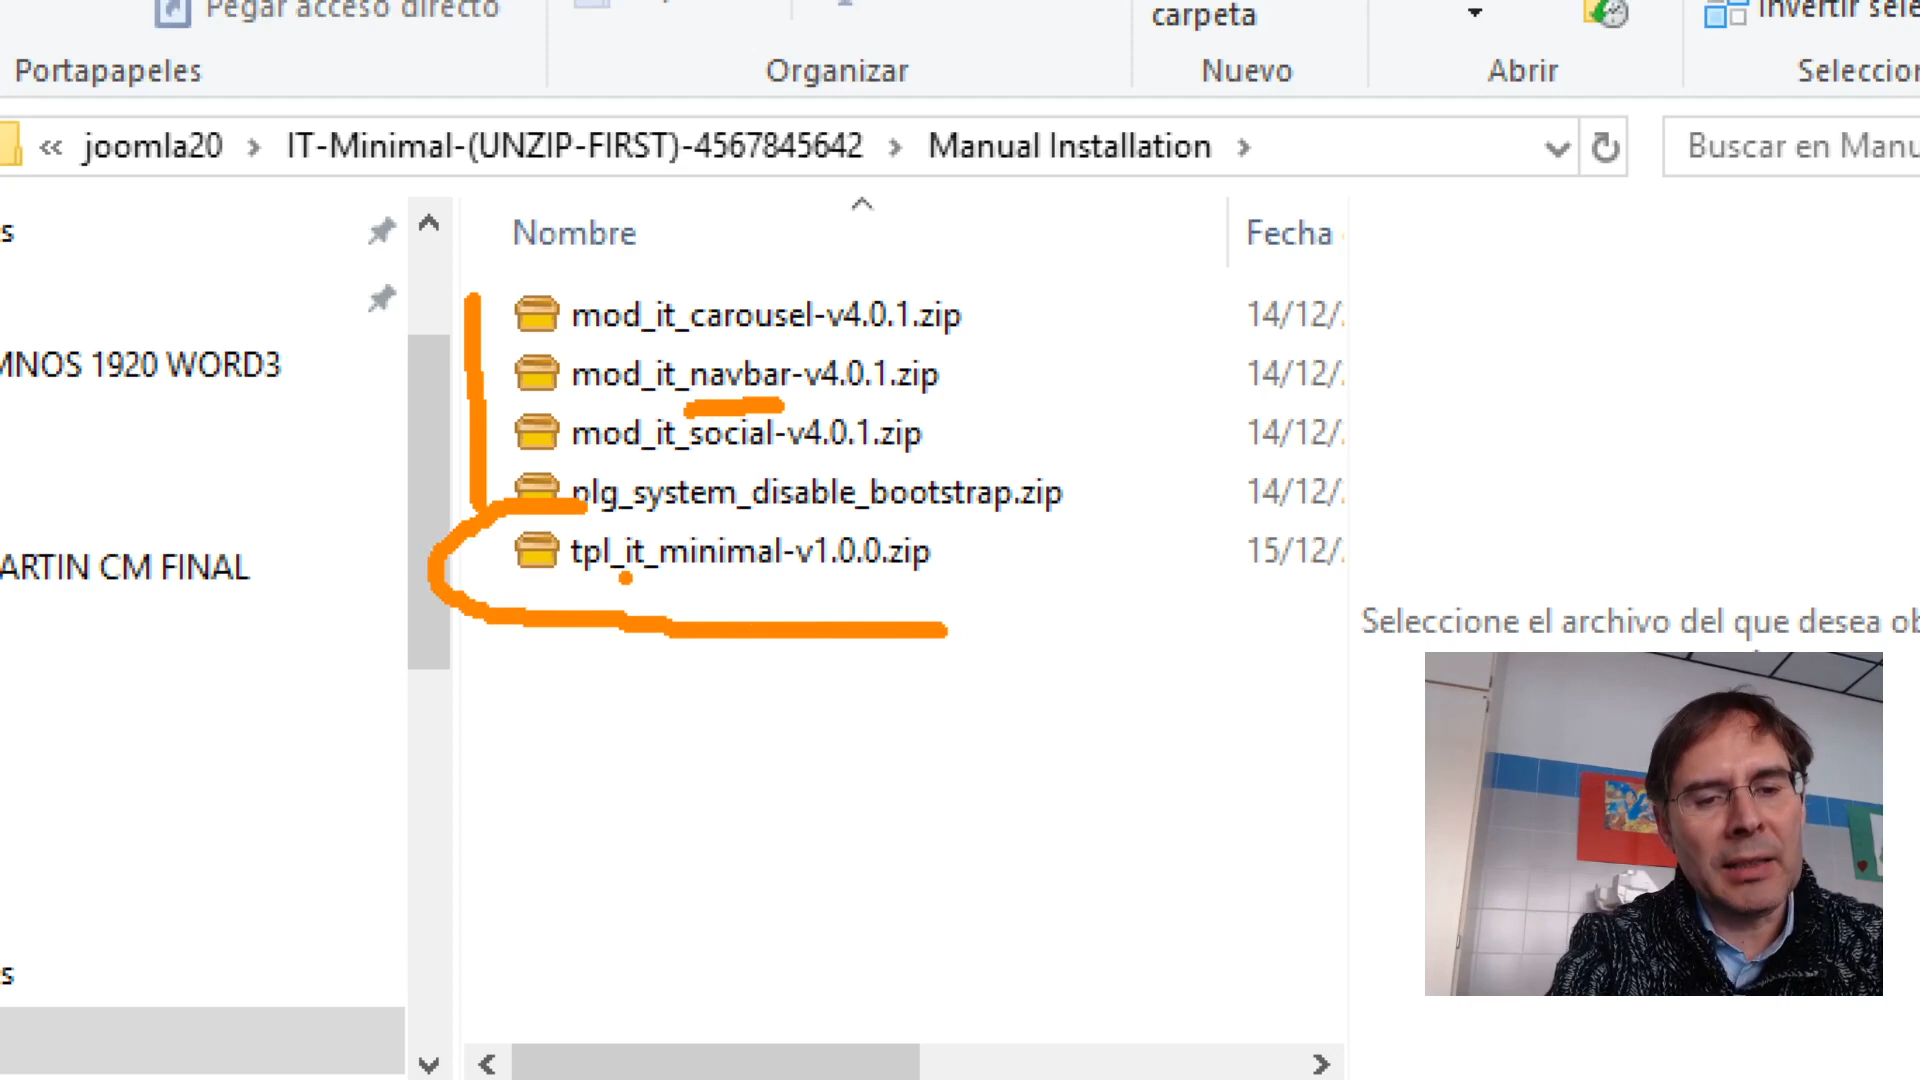 Pegar acceso directo
carpeta
Invertir sele
Portapapeles
Organizar
Nuevo
Abrir
Seleccion
« joomla20 > IT-Minimal-(UNZIP-FIRST)-4567845642 > Manual Installation >
Buscar en Manu
Nombre
Fecha
s
mod_it_carousel-v4.0.1.zip
14/12/
mod_it_navbar-v4.0.1.zip
14/12/
MNOS 1920 WORD3
mod_it_social-v4.0.1.zip
14/12/
plg_system_disable_bootstrap.zip
14/12/
tpl_it_minimal-v1.0.0.zip
15/12/
ARTIN CM FINAL
Seleccione el archivo del que desea ob
s